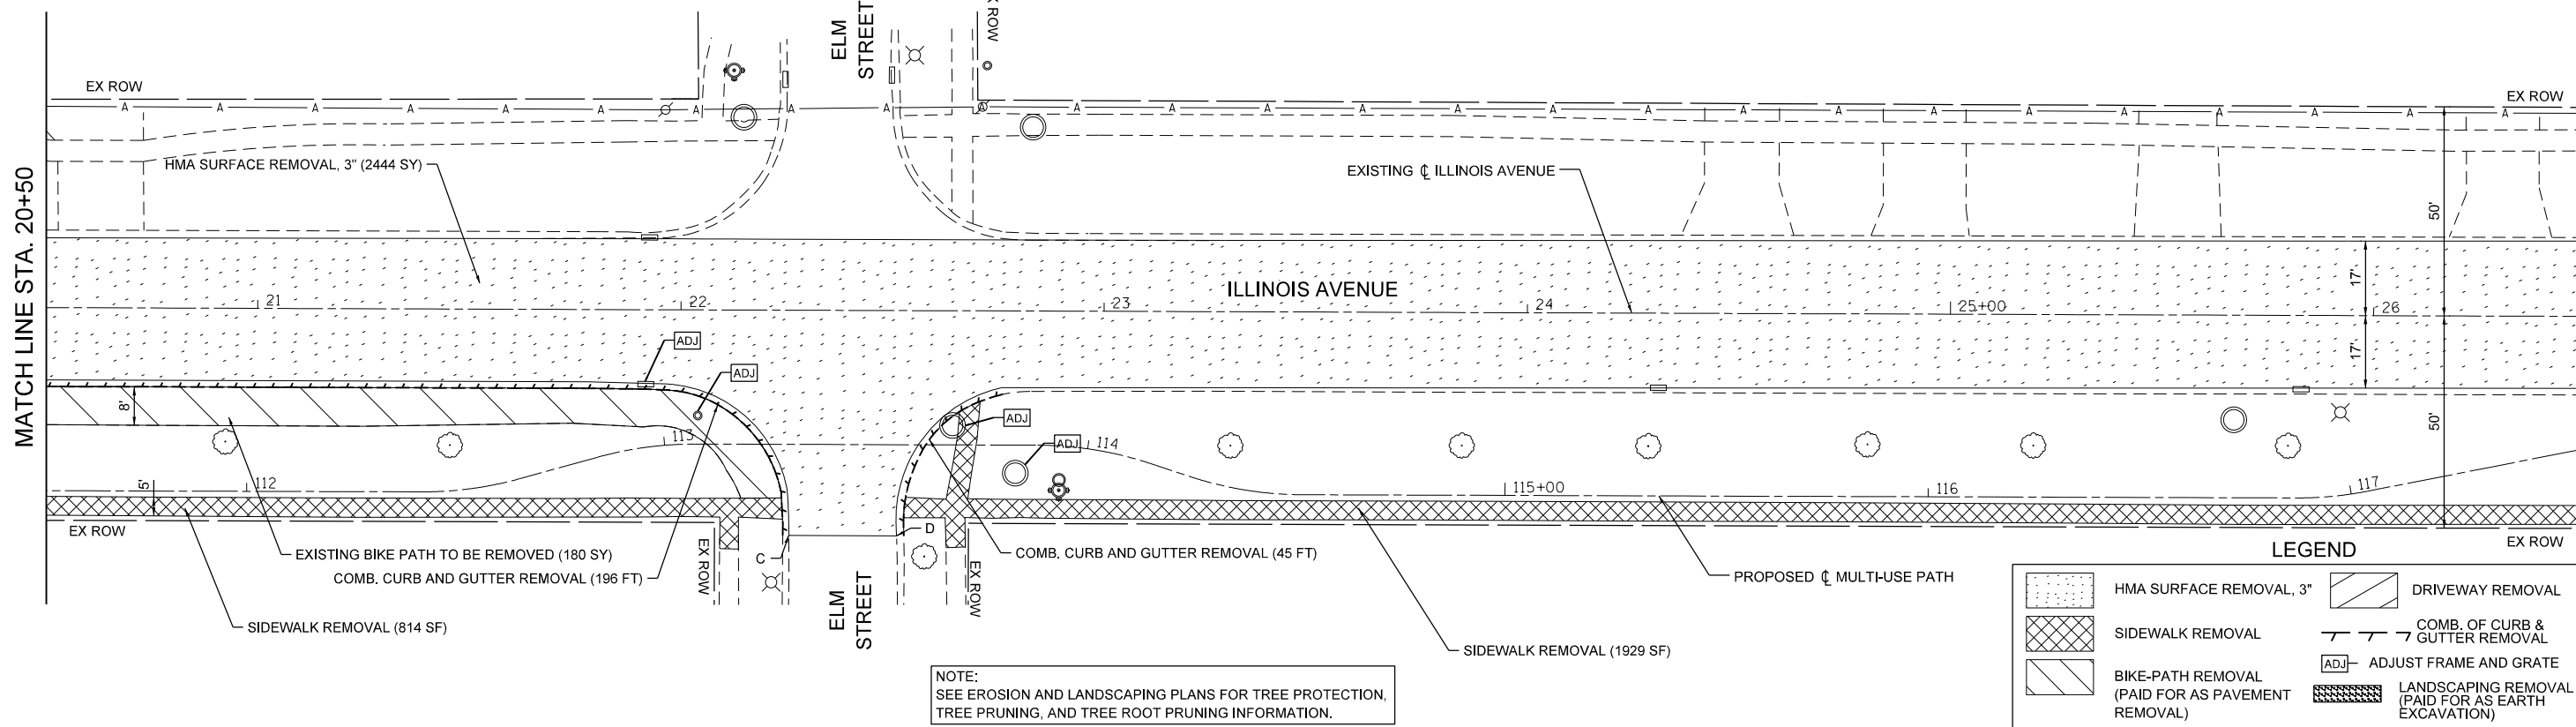 ELM
STREET
EX ROW
EX ROW
EX ROW
A A A A A A A A A A A A A A A A A A
MATCH LINE STA. 20+50
HMA SURFACE REMOVAL, 3" (2444 SY)
EXISTING ℄ ILLINOIS AVENUE
50'
17'
ILLINOIS AVENUE
21
22
23
24
25+00
26
17'
ADJ
ADJ
8'
ADJ
ADJ
50'
113
114
5'
112
115+00
116
117
EX ROW
EX ROW
C
D
EX ROW
EX ROW
EXISTING BIKE PATH TO BE REMOVED (180 SY)
COMB. CURB AND GUTTER REMOVAL (196 FT)
COMB. CURB AND GUTTER REMOVAL (45 FT)
PROPOSED ℄ MULTI-USE PATH
SIDEWALK REMOVAL (814 SF)
ELM
STREET
SIDEWALK REMOVAL (1929 SF)
NOTE:
SEE EROSION AND LANDSCAPING PLANS FOR TREE PROTECTION,
TREE PRUNING, AND TREE ROOT PRUNING INFORMATION.
LEGEND
HMA SURFACE REMOVAL, 3"
SIDEWALK REMOVAL
BIKE-PATH REMOVAL
(PAID FOR AS PAVEMENT
REMOVAL)
DRIVEWAY REMOVAL
COMB. OF CURB &
GUTTER REMOVAL
ADJ
ADJUST FRAME AND GRATE
LANDSCAPING REMOVAL
(PAID FOR AS EARTH
EXCAVATION)